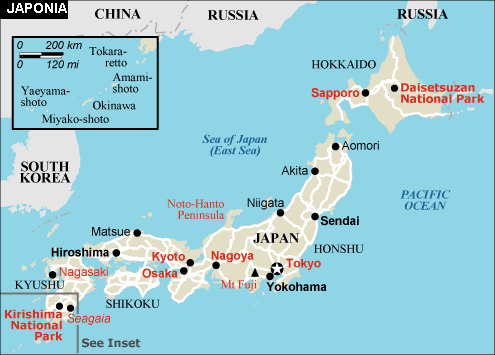 JAPONIA
CHINA
RUSSIA
RUSSIA
0 200 km
0 120 mi
Tokara-
retto
Amami-
shoto
Yaeyama-
shoto
Okinawa
Miyako-shoto
HOKKAIDO
Sapporo
Daisetsuzan
National Park
Sea of Japan
(East Sea)
Aomori
SOUTH
KOREA
Akita
PACIFIC
OCEAN
Noto-Hanto
Peninsula
Niigata
Sendai
Matsue
JAPAN
HONSHU
Hiroshima
Kyoto
Nagoya
Tokyo
Nagasaki
Osaka
Mt Fuji
Yokohama
KYUSHU
SHIKOKU
Kirishima
National
Park
Seagaia
See Inset